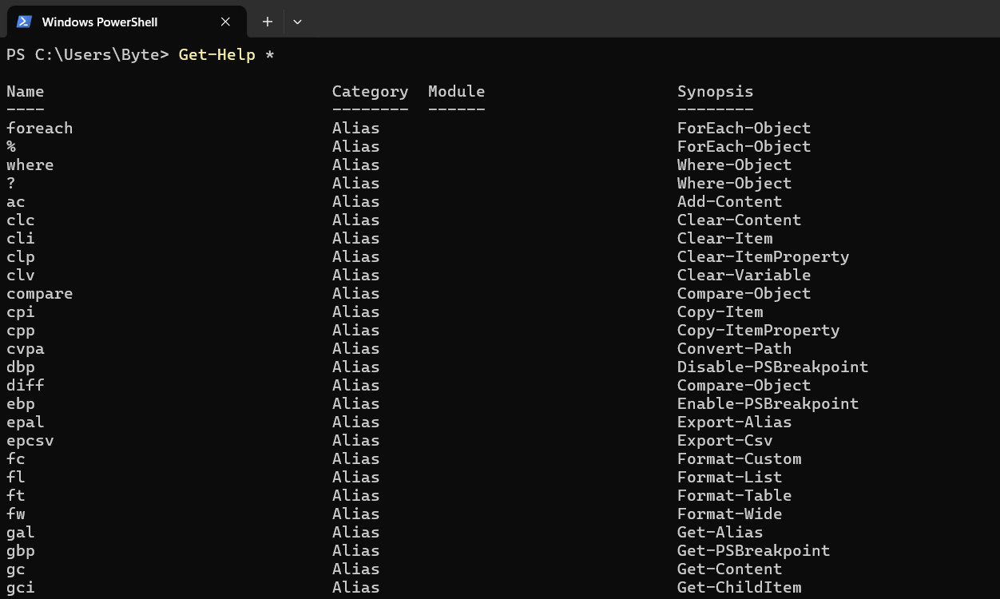 Windows PowerShell
PS C:\Users\Byte> Get-Help *
Name Category Module Synopsis
---- -------- ------ --------
foreach Alias ForEach-Object
% Alias ForEach-Object
where Alias Where-Object
? Alias Where-Object
ac Alias Add-Content
clc Alias Clear-Content
cli Alias Clear-Item
clp Alias Clear-ItemProperty
clv Alias Clear-Variable
compare Alias Compare-Object
cpi Alias Copy-Item
cpp Alias Copy-ItemProperty
cvpa Alias Convert-Path
dbp Alias Disable-PSBreakpoint
diff Alias Compare-Object
ebp Alias Enable-PSBreakpoint
epal Alias Export-Alias
epcsv Alias Export-Csv
fc Alias Format-Custom
fl Alias Format-List
ft Alias Format-Table
fw Alias Format-Wide
gal Alias Get-Alias
gbp Alias Get-PSBreakpoint
gc Alias Get-Content
gci Alias Get-ChildItem